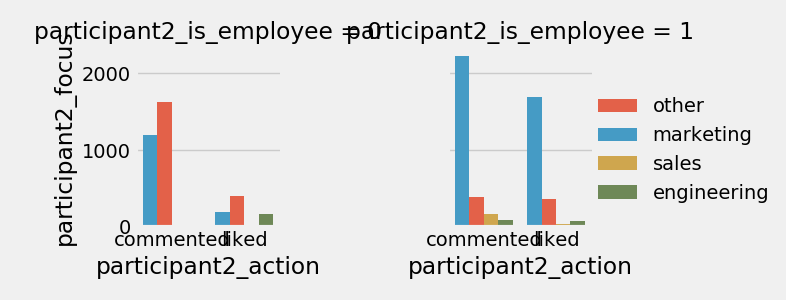 participant2_is_employee = 0
participant2_is_employee = 1
participant2_focus
2000
1000
0
commented
liked
commented
liked
participant2_action
participant2_action
other
marketing
sales
engineering